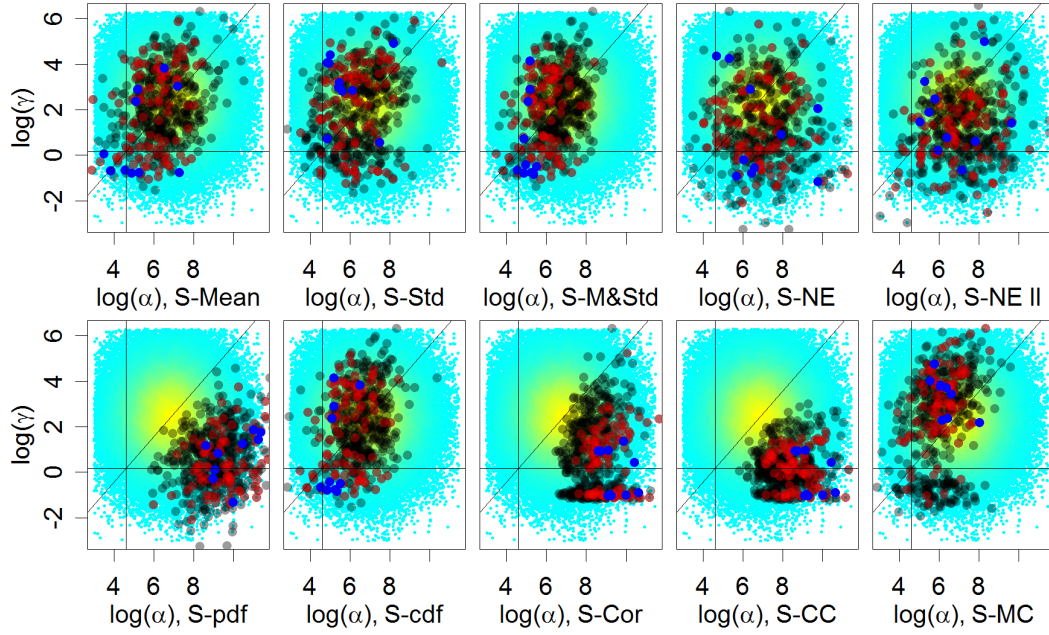 log(γ)
6
4
2
0
-2
4 6 8
4 6 8
4 6 8
4 6 8
4 6 8
log(α), S-Mean
log(α), S-Std
log(α), S-M&Std
log(α), S-NE
log(α), S-NE II
log(γ)
6
4
2
0
-2
4 6 8
4 6 8
4 6 8
4 6 8
4 6 8
log(α), S-pdf
log(α), S-cdf
log(α), S-Cor
log(α), S-CC
log(α), S-MC